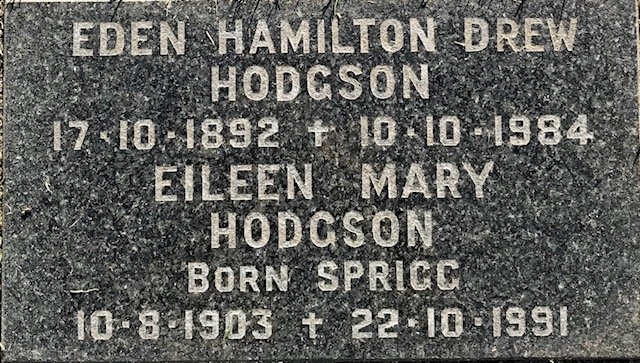 EDEN HAMILTON DREW
HODGSON
17·10·1892 ✝ 10·10·1984
EILEEN MARY
HODGSON
BORN SPRIGG
10·8·1903 ✝ 22·10·1991